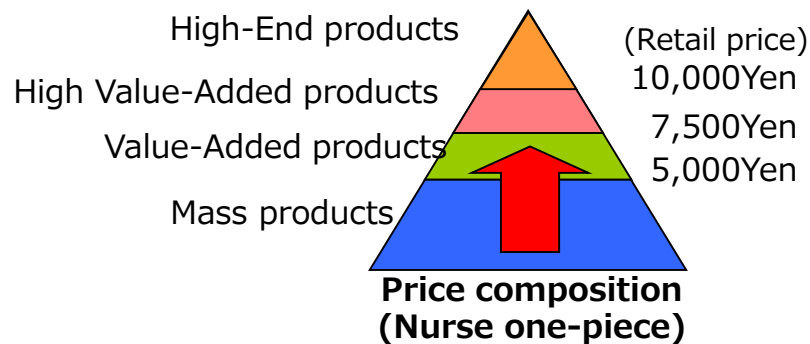 High-End products
(Retail price)
10,000Yen
High Value-Added products
7,500Yen
Value-Added products
5,000Yen
Mass products
Price composition
(Nurse one-piece)